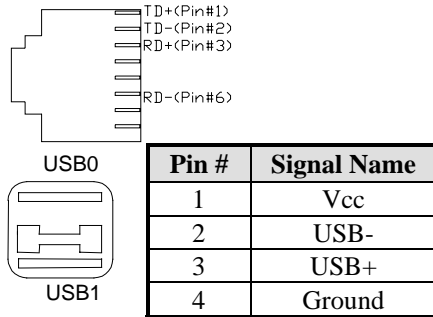 TD+(Pin#1)
TD-(Pin#2)
RD+(Pin#3)
RD-(Pin#6)
USB0
USB1
Pin # Signal Name
1 Vcc
2 USB-
3 USB+
4 Ground